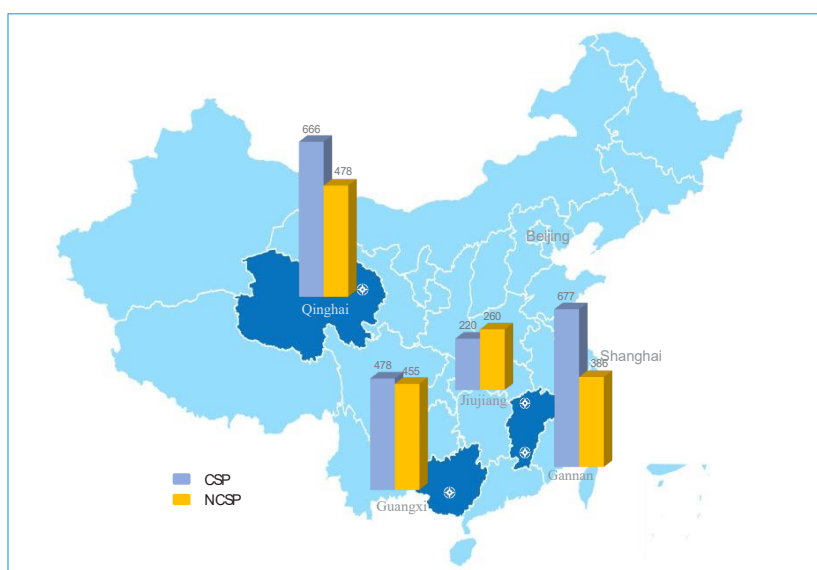 666
478
Beijing
Qinghai
677
220
260
Shanghai
478
455
386
Jiujiang
CSP
Gannan
NCSP
Guangxi